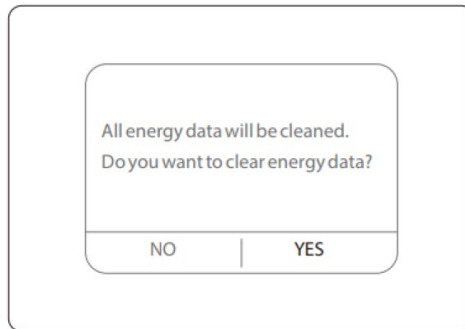 All energy data will be cleaned.
Do you want to clear energy data?
NO
YES